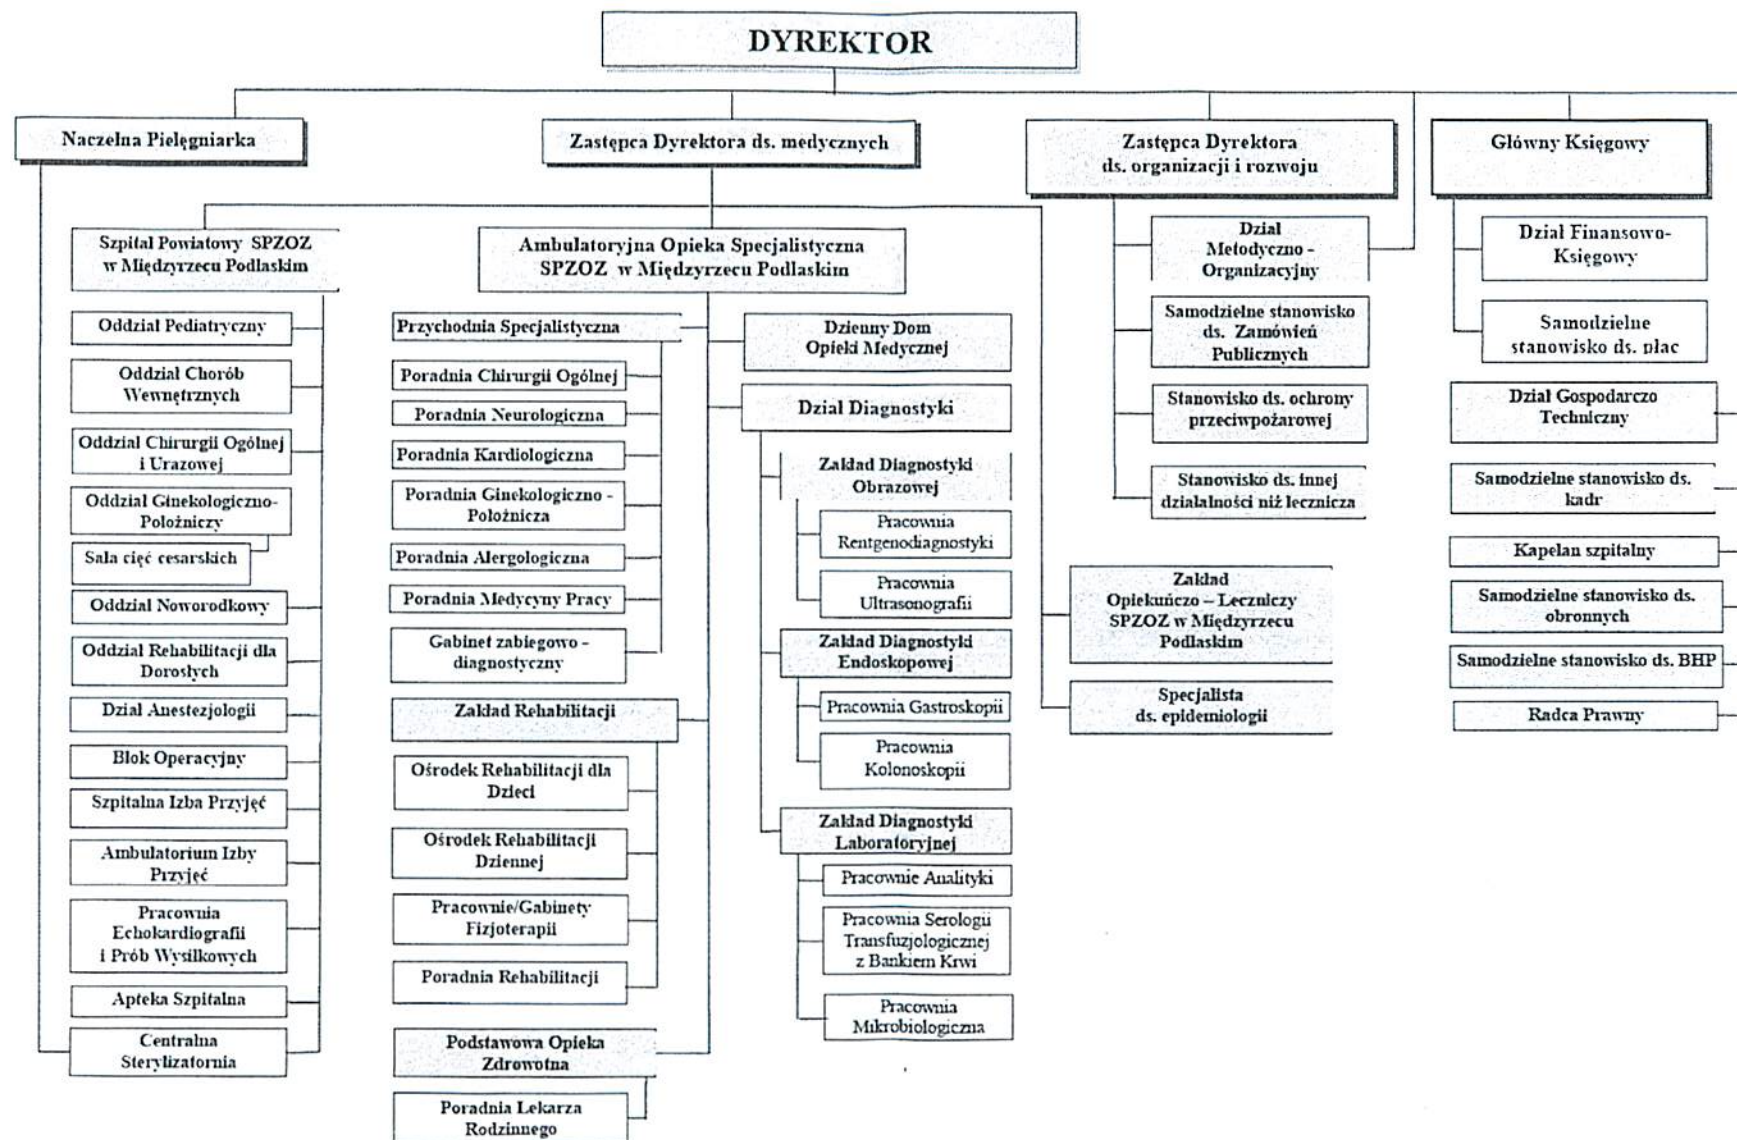 DYREKTOR
Naczelna Pielęgniarka
Zastępca Dyrektora ds. medycznych
Zastępca Dyrektora
ds. organizacji i rozwoju
Główny Księgowy
Szpital Powiatowy SPZOZ
w Międzyrzecu Podlaskim
Oddział Pediatryczny
Oddział Chorób
Wewnętrznych
Oddział Chirurgii Ogólnej
i Urazowej
Oddział Ginekologiczno-
Położniczy
Sala cięć cesarskich
Oddział Noworodkowy
Oddział Rehabilitacji dla
Dorosłych
Dział Anestezjologii
Blok Operacyjny
Szpitalna Izba Przyjęć
Ambulatorium Izby
Przyjęć
Pracownia
Echokardiografii
i Prób Wysiłkowych
Apteka Szpitalna
Centralna
Sterylizatornia
Ambulatoryjna Opieka Specjalistyczna
SPZOZ w Międzyrzecu Podlaskim
Przychodnia Specjalistyczna
Poradnia Chirurgii Ogólnej
Poradnia Neurologiczna
Poradnia Kardiologiczna
Poradnia Ginekologiczno -
Położnicza
Poradnia Alergologiczna
Poradnia Medycyny Pracy
Gabinet zabiegowo -
diagnostyczny
Zakład Rehabilitacji
Ośrodek Rehabilitacji dla
Dzieci
Ośrodek Rehabilitacji
Dziennej
Pracownie/Gabinety
Fizjoterapii
Poradnia Rehabilitacji
Podstawowa Opieka
Zdrowotna
Poradnia Lekarza
Rodzinnego
Dzienny Dom
Opieki Medycznej
Dział Diagnostyki
Zakład Diagnostyki
Obrazowej
Pracownia
Rentgenodiagnostyki
Pracownia
Ultrasonografii
Zakład Diagnostyki
Endoskopowej
Pracownia Gastroskopii
Pracownia
Kolonoskopii
Zakład Diagnostyki
Laboratoryjnej
Pracownie Analityki
Pracownia Serologii
Transfuzjologicznej
z Bankiem Krwi
Pracownia
Mikrobiologiczna
Zakład
Opiekuńczo – Leczniczy
SPZOZ w Międzyrzecu
Podlaskim
Specjalista
ds. epidemiologii
Dział
Metodyczno -
Organizacyjny
Samodzielne stanowisko
ds. Zamówień
Publicznych
Stanowisko ds. ochrony
przeciwpożarowej
Stanowisko ds. innej
działalności niż lecznicza
Dział Finansowo-
Księgowy
Samodzielne
stanowisko ds. płac
Dział Gospodarczo
Techniczny
Samodzielne stanowisko ds.
kadr
Kapelan szpitalny
Samodzielne stanowisko ds.
obronnych
Samodzielne stanowisko ds. BHP
Radca Prawny